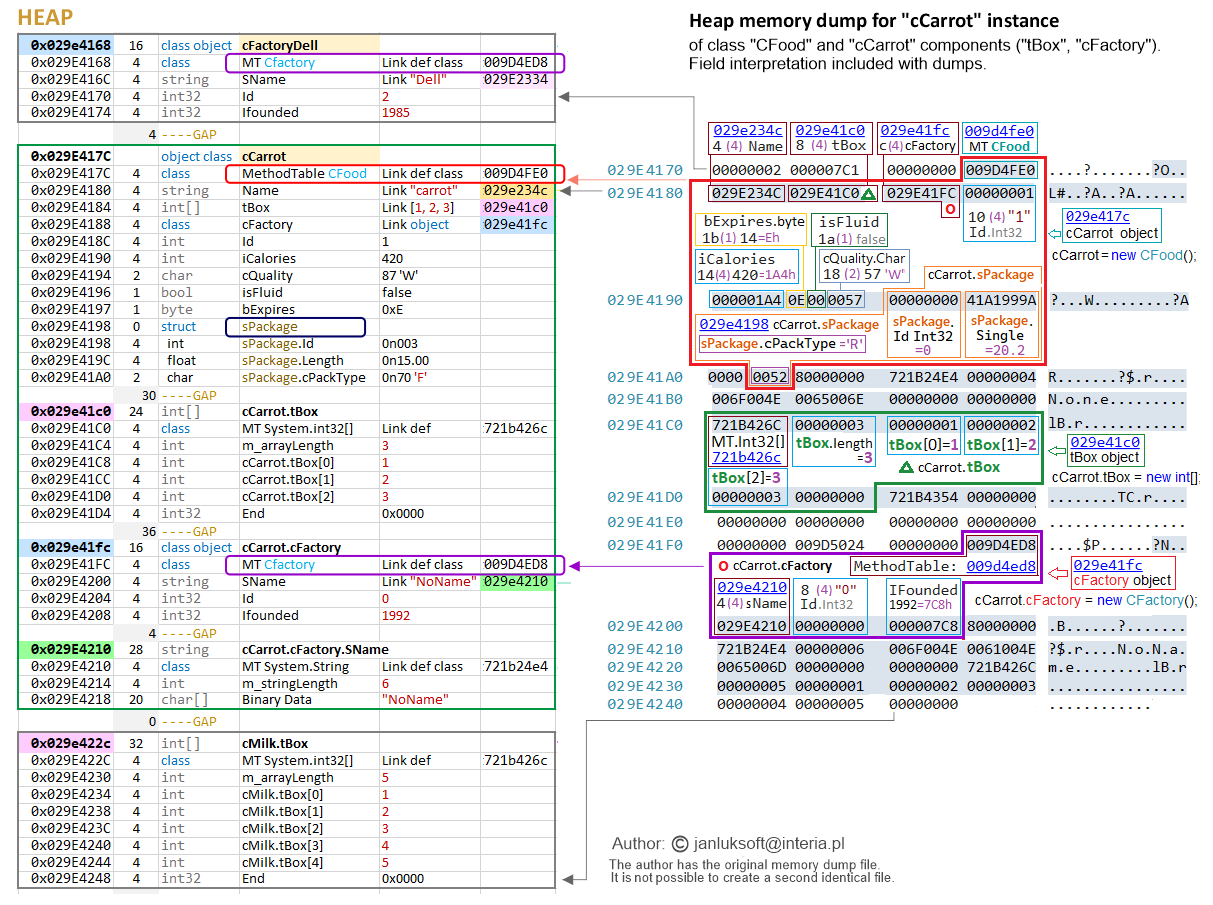 HEAP
0x029e4168 16 class object cFactoryDell
0x029E4168 4 class MT Cfactory Link def class 009D4ED8
0x029E416C 4 string SName Link "Dell" 029E2334
0x029E4170 4 int32 Id 2
0x029E4174 4 int32 Ifounded 1985
4 ----GAP
0x029E417C object class cCarrot
0x029E417C 4 class MethodTable CFood Link def class 009D4FE0
0x029E4180 4 string Name Link "carrot" 029e234c
0x029E4184 4 int[] tBox Link [1, 2, 3] 029e41c0
0x029E4188 4 class cFactory Link object 029e41fc
0x029E418C 4 int Id 1
0x029E4190 4 int iCalories 420
0x029E4194 2 char cQuality 87 'W'
0x029E4196 1 bool isFluid false
0x029E4197 1 byte bExpires 0xE
0x029E4198 0 struct sPackage
0x029E4198 4 int sPackage.Id 0n003
0x029E419C 4 float sPackage.Length 0n15.00
0x029E41A0 2 char sPackage.cPackType 0n70 'F'
30 ----GAP
0x029e41c0 24 int[] cCarrot.tBox
0x029E41C0 4 class MT System.int32[] Link def 721b426c
0x029E41C4 4 int m_arrayLength 3
0x029E41C8 4 int cCarrot.tBox[0] 1
0x029E41CC 4 int cCarrot.tBox[1] 2
0x029E41D0 4 int cCarrot.tBox[2] 3
0x029E41D4 4 int32 End 0x0000
36 ----GAP
0x029e41fc 16 class object cCarrot.cFactory
0x029E41FC 4 class MT Cfactory Link def class 009D4ED8
0x029E4200 4 string SName Link "NoName" 029e4210
0x029E4204 4 int32 Id 0
0x029E4208 4 int32 Ifounded 1992
4 ----GAP
0x029e4210 28 string cCarrot.cFactory.SName
0x029E4210 4 class MT System.String Link def class 721b24e4
0x029E4214 4 int m_stringLength 6
0x029E4218 20 char[] Binary Data "NoName"
0 ----GAP
0x029e422c 32 int[] cMilk.tBox
0x029E422C 4 class MT System.int32[] Link def 721b426c
0x029E4230 4 int m_arrayLength 5
0x029E4234 4 int cMilk.tBox[0] 1
0x029E4238 4 int cMilk.tBox[1] 2
0x029E423C 4 int cMilk.tBox[2] 3
0x029E4240 4 int cMilk.tBox[3] 4
0x029E4244 4 int cMilk.tBox[4] 5
0x029E4248 4 int32 End 0x0000
Heap memory dump for "cCarrot" instance
of class "CFood" and "cCarrot" components ("tBox", "cFactory").
Field interpretation included with dumps.
029e234c 029e41c0 029e41fc 009d4fe0
4 (4) Name 8 (4) tBox c(4)cFactory MT CFood
029E4170 00000002 000007C1 00000000 009D4FE0 ....?.......?O..
029E4180 029E234C 029E41C0 029E41FC 00000001 L#..?A..?A......
bExpires.byte
1b(1) 14=Eh
isFluid
1a(1) false
O
10 (4) "1"
Id.Int32
029e417c
cCarrot object
cCarrot = new CFood();
iCalories
14(4)420=1A4h
cQuality.Char
18 (2) 57 'W'
cCarrot.sPackage
029E4190 000001A4 0E 00 0057 00000000 41A1999A ?...W.........?A
029e4198 cCarrot.sPackage
sPackage.cPackType ='R'
sPackage.
Id Int32
=0
sPackage.
Single
=20.2
029E41A0 0000 0052 80000000 721B24E4 00000004 R.......?$.r....
029E41B0 006F004E 0065006E 00000000 00000000 N.o.n.e.........
029E41C0 721B426C 00000003 00000001 00000002 lB.r............
MT.Int32[]
721b426c
tBox.length
=3
tBox[0]=1 tBox[1]=2
cCarrot.tBox
029e41c0
tBox object
cCarrot.tBox = new int[];
tBox[2]=3
029E41D0 00000003 00000000 721B4354 00000000 ........TC.r....
029E41E0 00000000 00000000 00000000 00000000 ................
029E41F0 00000000 009D5024 00000000 009D4ED8 ....$P......?N..
O cCarrot.cFactory MethodTable: 009d4ed8
029e41fc
cFactory object
cCarrot.cFactory = new CFactory();
029e4210
4(4) sName
8 (4) "0"
Id.Int32
IFounded
1992=7C8h
029E4200 029E4210 00000000 000007C8 80000000 .B......?.......
029E4210 721B24E4 00000006 006F004E 0061004E ?$.r....N.o.N.a.
029E4220 0065006D 00000000 00000000 721B426C m.e.........lB.r
029E4230 00000005 00000001 00000002 00000003 ................
029E4240 00000004 00000005 00000000 ............
Author: © janluksoft@interia.pl
The author has the original memory dump file.
It is not possible to create a second identical file.